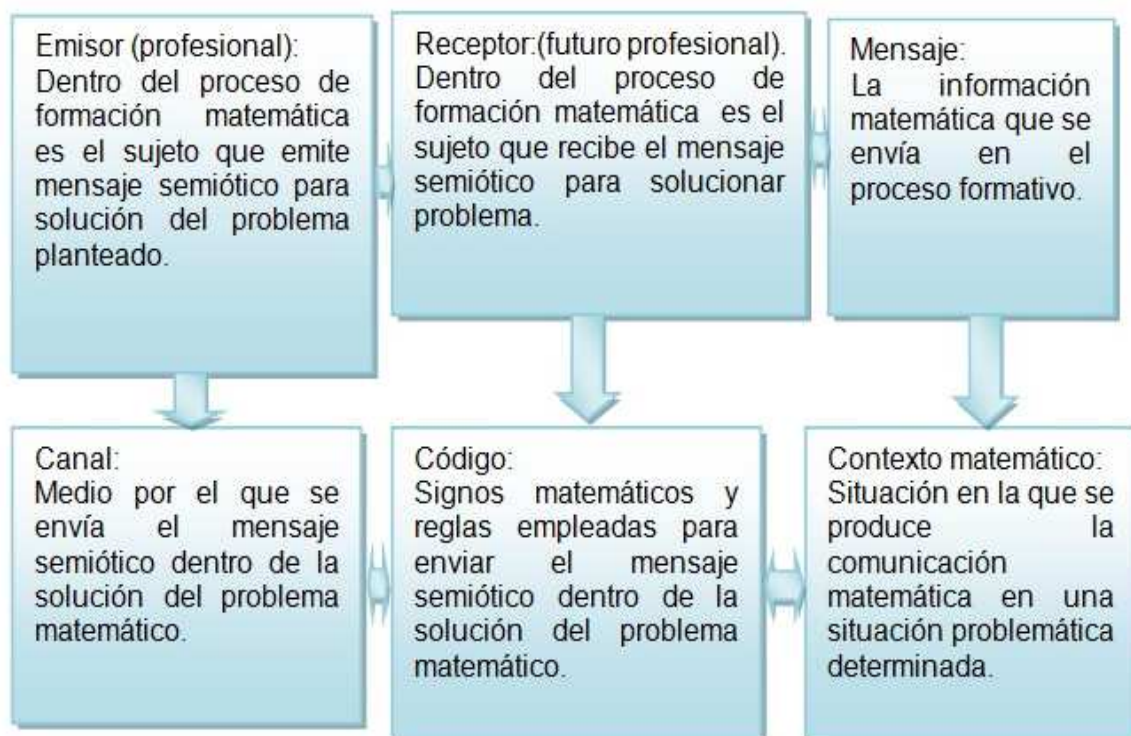 Emisor (profesional):
Dentro del proceso de
formación matemática
es el sujeto que emite
mensaje semiótico para
solución del problema
planteado.
Receptor:(futuro profesional).
Dentro del proceso de
formación matemática es el
sujeto que recibe el mensaje
semiótico para solucionar
problema.
Mensaje:
La información
matemática que se
envía en el
proceso formativo.
Canal:
Medio por el que se
envía el mensaje
semiótico dentro de la
solución del problema
matemático.
Código:
Signos matemáticos y
reglas empleadas para
enviar el mensaje
semiótico dentro de la
solución del problema
matemático.
Contexto matemático:
Situación en la que se
produce la
comunicación
matemática en una
situación problemática
determinada.